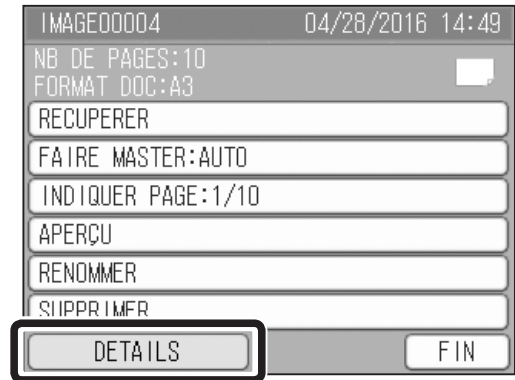 IMAGE00004 04/28/2016 14:49
NB DE PAGES:10
FORMAT DOC:A3
RECUPERER
FAIRE MASTER:AUTO
INDIQUER PAGE:1/10
APERÇU
RENOMMER
SUPPRIMER
DETAILS FIN